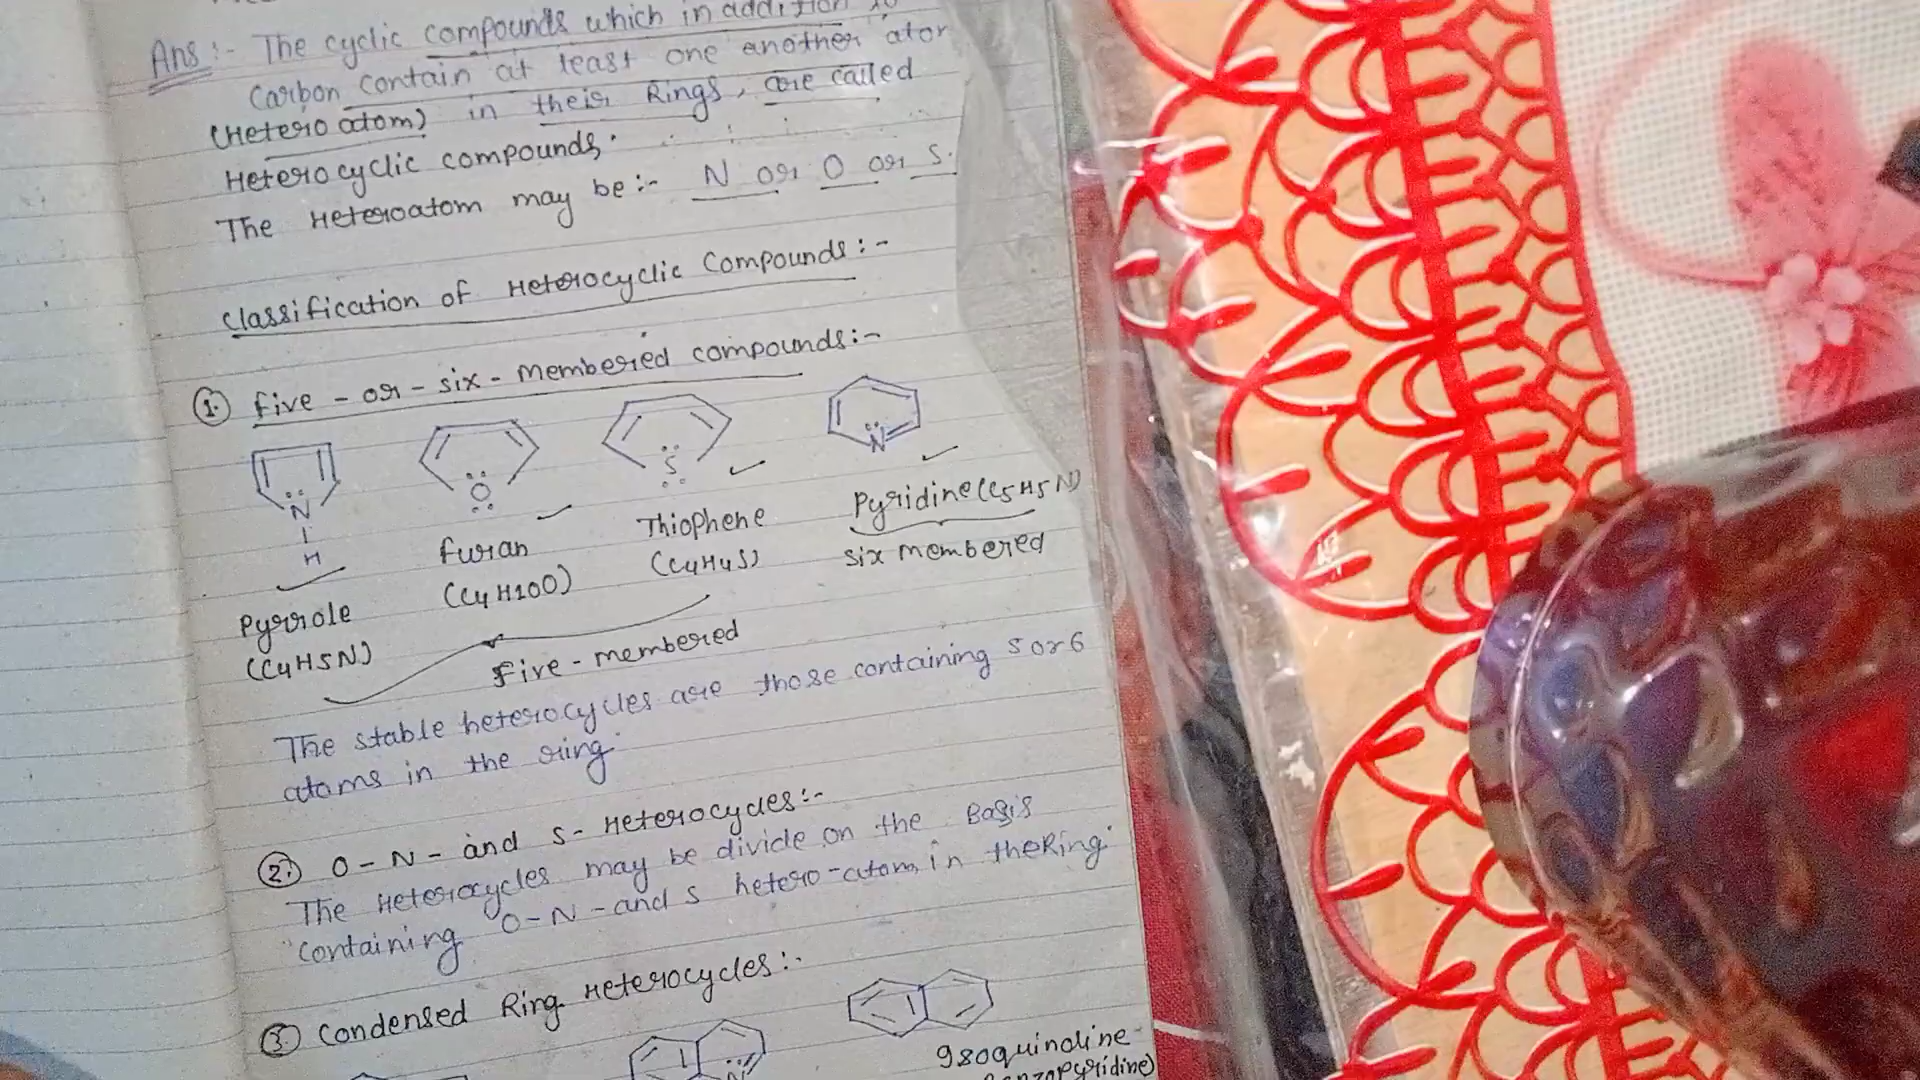 Ans :- The cyclic compounds which in addition to
Carbon contain at least one another ator
(Hetero atom) in their Rings, are called
Heterocyclic compounds.
The Heteroatom may be :- N or O or S.
Classification of Heterocyclic Compounds :-
1. five - or - six - membered compounds :-
N
H
O
S
N
Pyrrole
(C4H5N)
furan
(C4H10O)
Thiophene
(C4H4S)
Pyridine (C5H5N)
six membered
five - membered
The stable heterocycles are those containing 5 or 6
atoms in the ring.
2. O - N - and S - Heterocycles :-
The Heterocycles may be divide on the Basis
containing O - N - and S hetero - atom in the Ring.
3. Condensed Ring Heterocycles :-
N
Isoquinoline